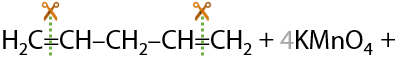 H₂C=CH–CH₂–CH=CH₂ + 4KMnO₄ +